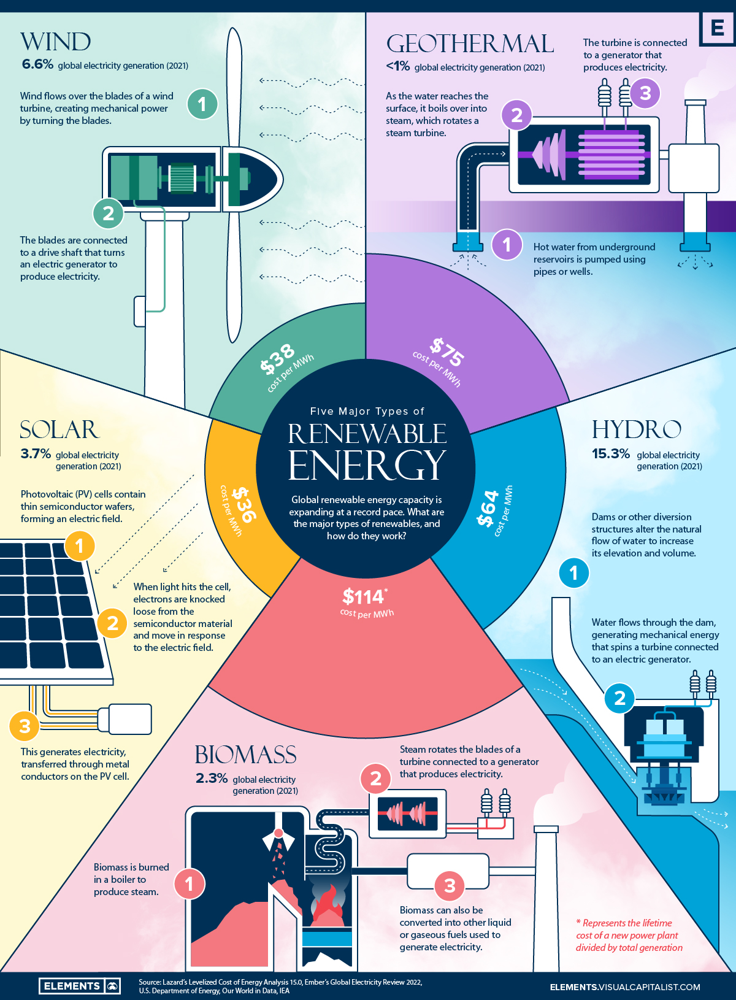 E
WIND
6.6% global electricity generation (2021)
Wind flows over the blades of a wind
turbine, creating mechanical power
by turning the blades.
1
2
The blades are connected
to a drive shaft that turns
an electric generator to
produce electricity.
$38
cost per MWh
GEOTHERMAL
<1% global electricity generation (2021)
The turbine is connected
to a generator that
produces electricity.
3
As the water reaches the
surface, it boils over into
steam, which rotates a
steam turbine.
2
1
Hot water from underground
reservoirs is pumped using
pipes or wells.
$75
cost per MWh
Five Major Types of
RENEWABLE
ENERGY
Global renewable energy capacity is
expanding at a record pace. What are
the major types of renewables, and
how do they work?
SOLAR
3.7% global electricity
generation (2021)
Photovoltaic (PV) cells contain
thin semiconductor wafers,
forming an electric field.
1
When light hits the cell,
electrons are knocked
loose from the
semiconductor material
and move in response
to the electric field.
2
3
This generates electricity,
transferred through metal
conductors on the PV cell.
$36
cost per MWh
HYDRO
15.3% global electricity
generation (2021)
Dams or other diversion
structures alter the natural
flow of water to increase
its elevation and volume.
1
Water flows through the dam,
generating mechanical energy
that spins a turbine connected
to an electric generator.
2
$64
cost per MWh
$114*
cost per MWh
BIOMASS
2.3% global electricity
generation (2021)
Steam rotates the blades of a
turbine connected to a generator
that produces electricity.
2
Biomass is burned
in a boiler to
produce steam.
1
3
Biomass can also be
converted into other liquid
or gaseous fuels used to
generate electricity.
* Represents the lifetime
cost of a new power plant
divided by total generation
ELEMENTS
Source: Lazard's Levelized Cost of Energy Analysis 15.0, Ember's Global Electricity Review 2022,
U.S. Department of Energy, Our World in Data, IEA
ELEMENTS.VISUALCAPITALIST.COM